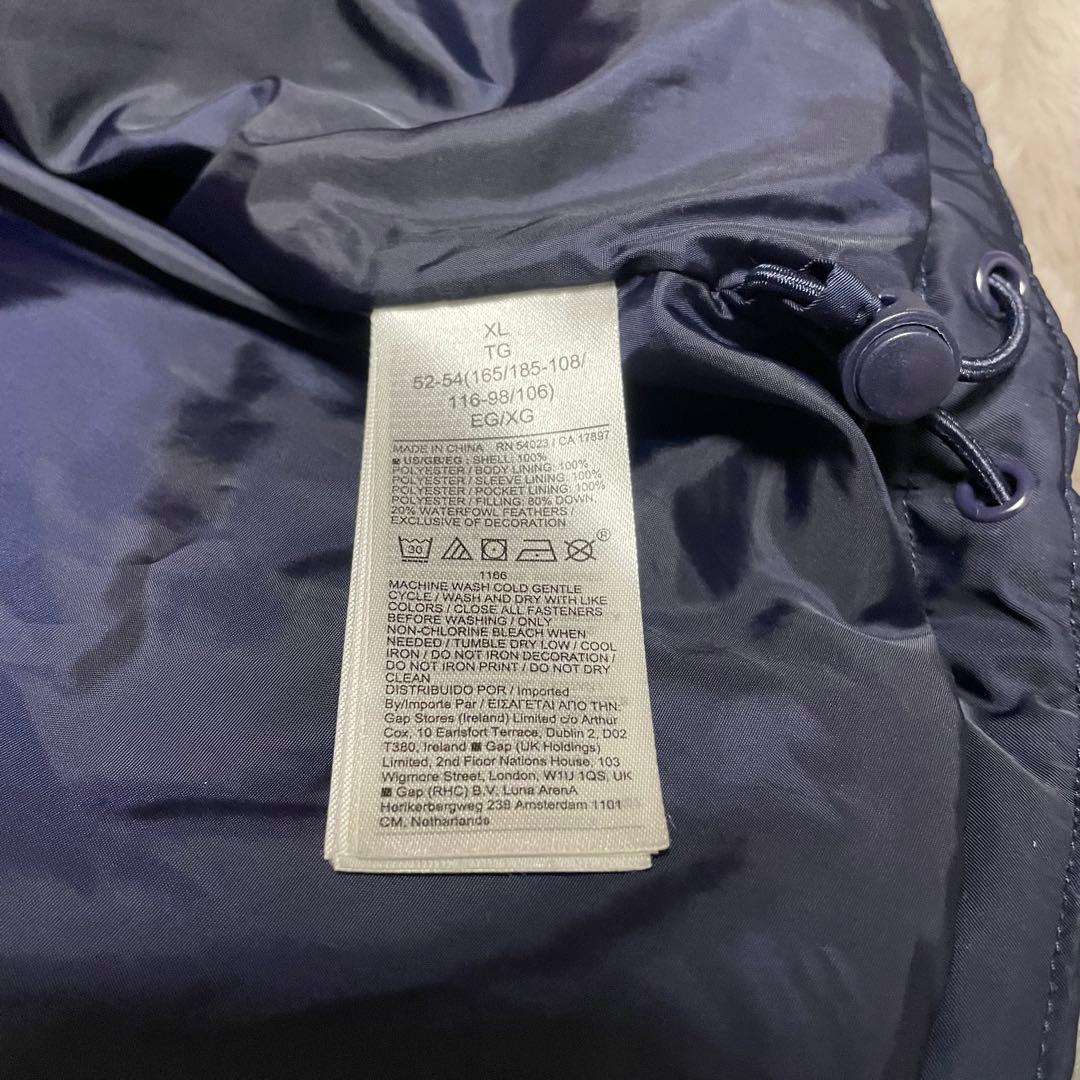 XL
TG
52-54(165/185-108/
116-98/106)
EG/XG
MADE IN CHINA RN 54023 / CA 17897
US/GB/EG : SHELL: 100%
POLYESTER / BODY LINING: 100%
POLYESTER / SLEEVE LINING: 100%
POLYESTER / POCKET LINING: 100%
POLYESTER / FILLING: 80% DOWN,
20% WATERFOWL FEATHERS /
EXCLUSIVE OF DECORATION
30
®
1166
MACHINE WASH COLD GENTLE
CYCLE / WASH AND DRY WITH LIKE
COLORS / CLOSE ALL FASTENERS
BEFORE WASHING / ONLY
NON-CHLORINE BLEACH WHEN
NEEDED / TUMBLE DRY LOW / COOL
IRON / DO NOT IRON DECORATION /
DO NOT IRON PRINT / DO NOT DRY
CLEAN
DISTRIBUIDO POR / Imported
By/Importe Par / ΕΙΣΑΓΕΤΑΙ ΑΠΟ ΤΗΝ:
Gap Stores (Ireland) Limited c/o Arthur
Cox, 10 Earlsfort Terrace, Dublin 2, D02
T380, Ireland Gap (UK Holdings)
Limited, 2nd Floor Nations House, 103
Wigmore Street, London, W1U 1QS, UK
Gap (RHC) B.V. Luna ArenA
Herikerbergweg 238 Amsterdam 1101
CM, Netherlands